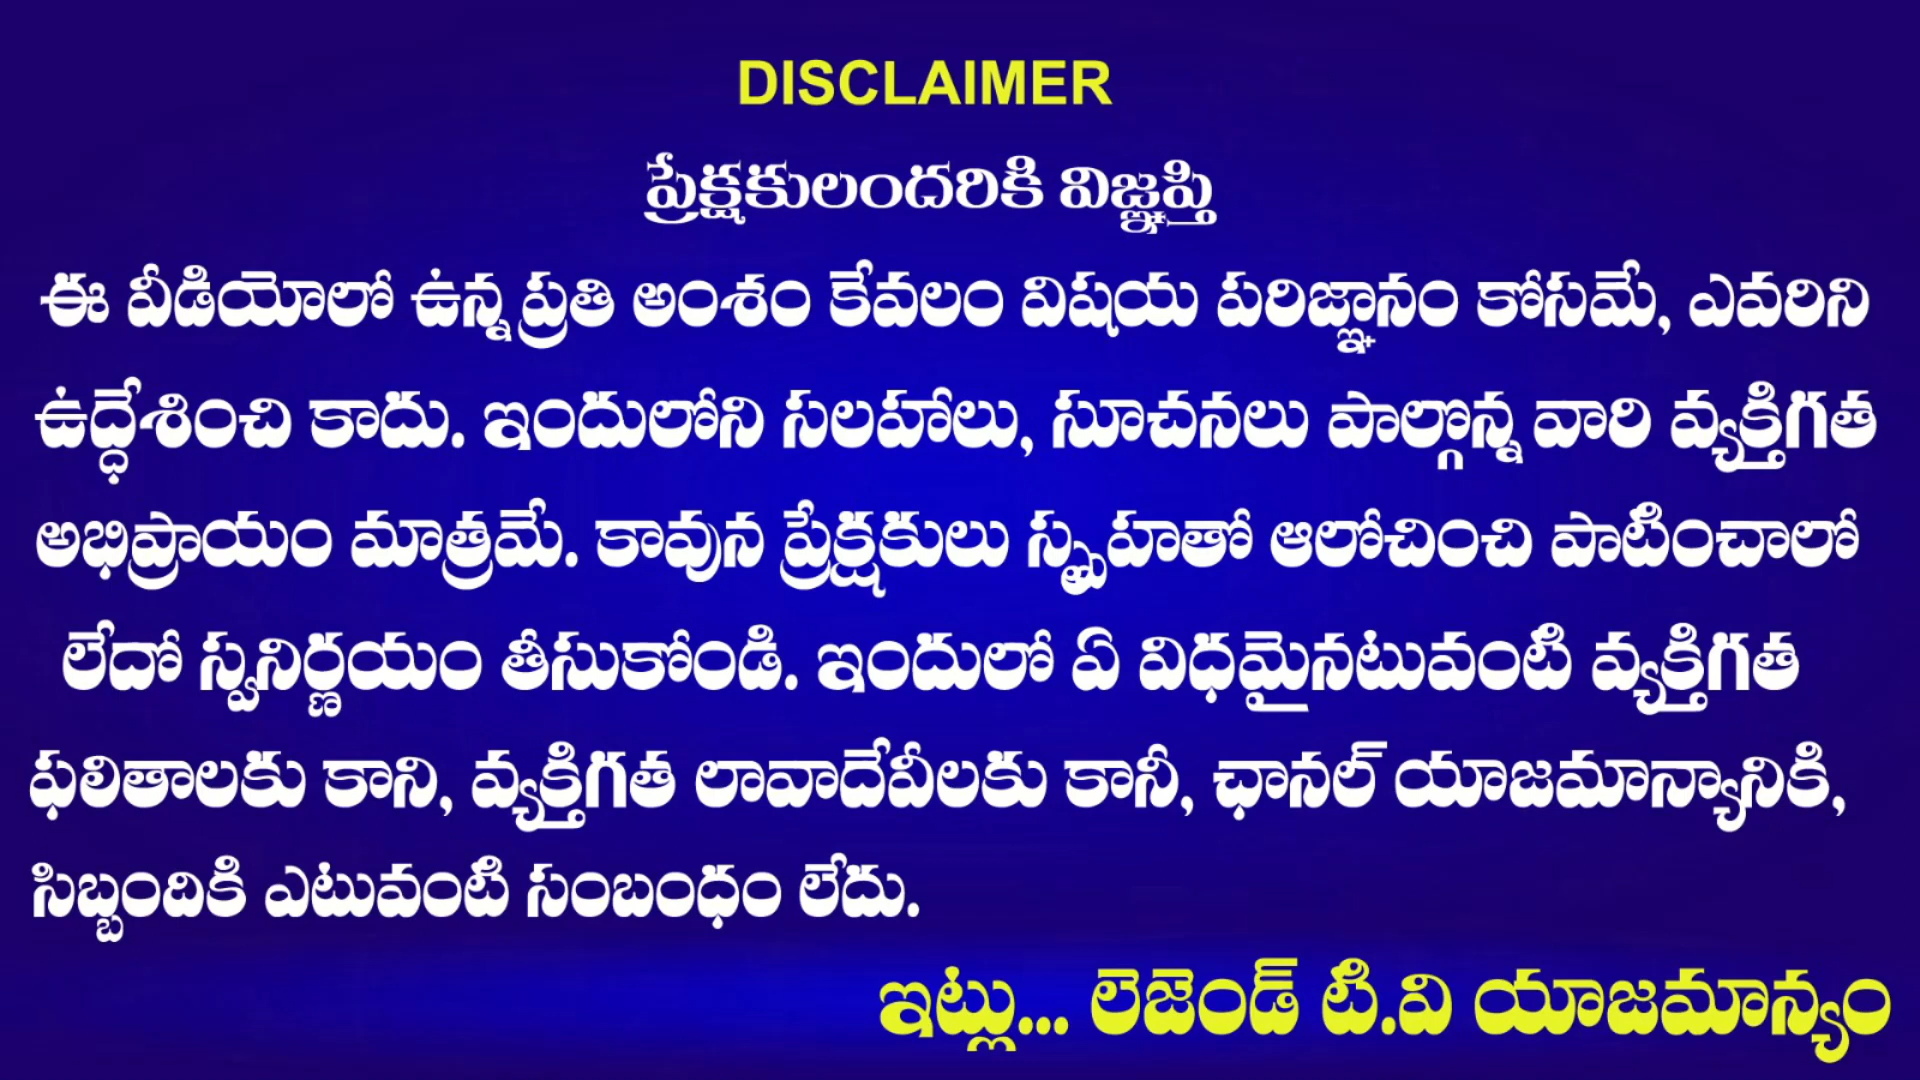 DISCLAIMER
ప్రేక్షకులందరికి విజ్ఞప్తి
ఈ వీడియోలో ఉన్న ప్రతి అంశం కేవలం విషయ పరిజ్ఞానం కోసమే, ఎవరిని
ఉద్ధేశించి కాదు. ఇందులోని సలహాలు, సూచనలు పాల్గొన్న వారి వ్యక్తిగత
అభిప్రాయం మాత్రమే. కావున ప్రేక్షకులు స్పృహతో ఆలోచించి పాటించాలో
లేదో స్వనిర్ణయం తీసుకోండి. ఇందులో ఏ విధమైనటువంటి వ్యక్తిగత
ఫలితాలకు కాని, వ్యక్తిగత లావాదేవీలకు కానీ, ఛానల్ యాజమాన్యానికి,
సిబ్బందికి ఎటువంటి సంబంధం లేదు.
ఇట్లు... లెజెండ్ టి.వి యాజమాన్యం